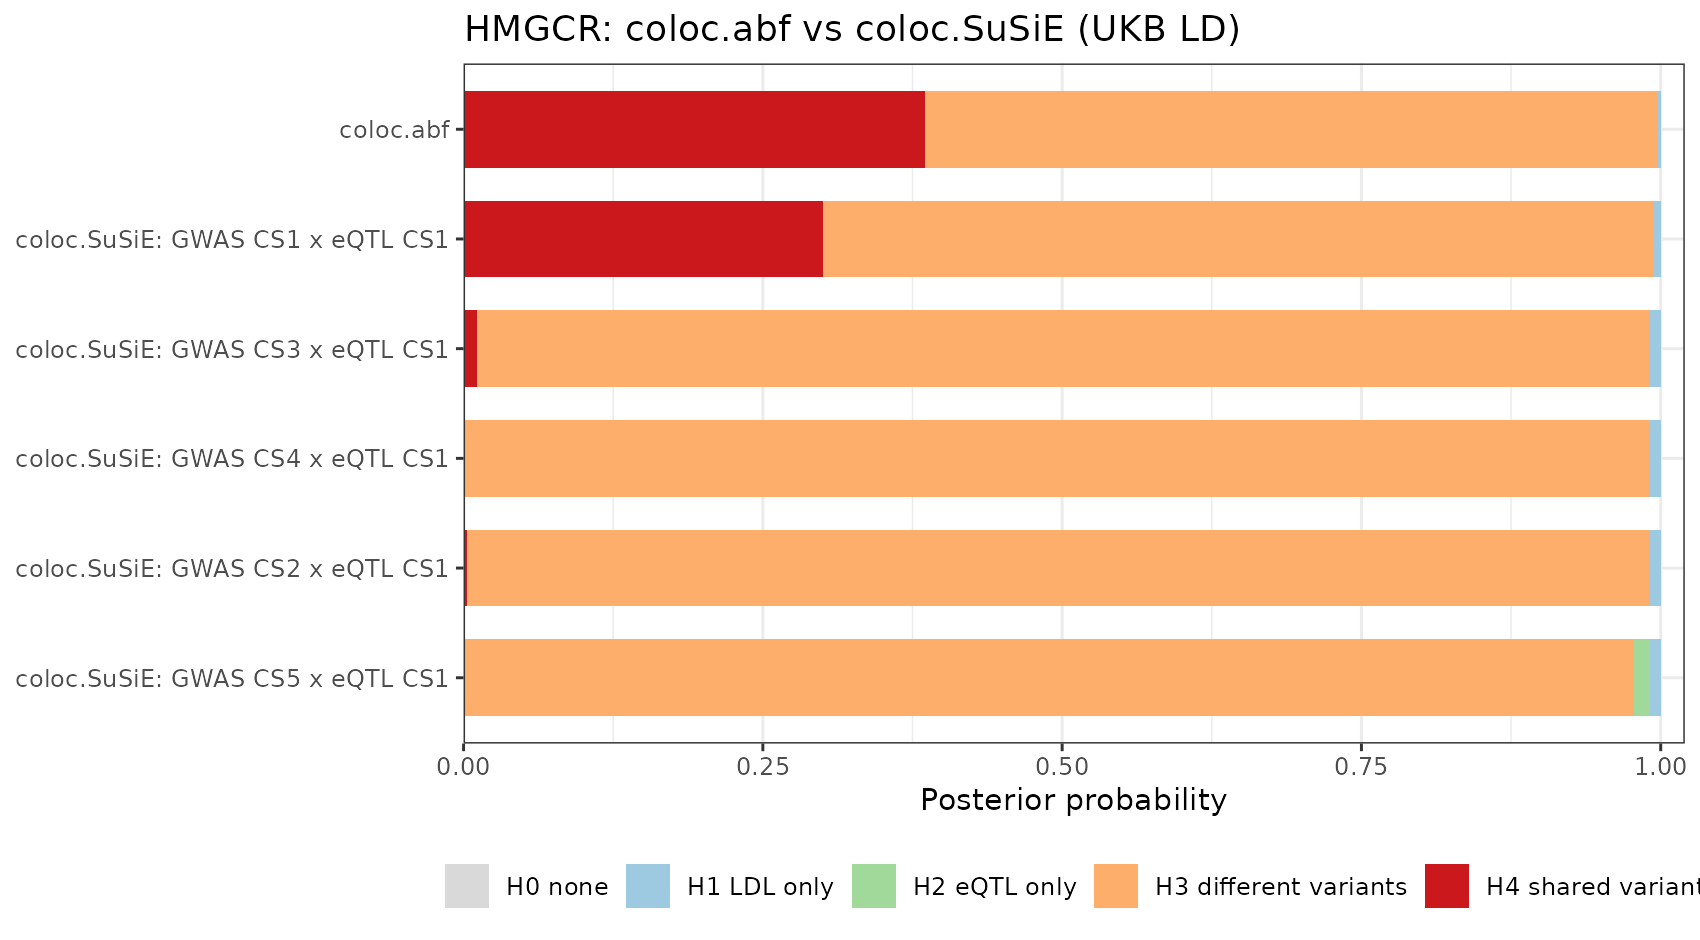 HMGCR: coloc.abf vs coloc.SuSiE (UKB LD)
coloc.abf
coloc.SuSiE: GWAS CS1 x eQTL CS1
coloc.SuSiE: GWAS CS3 x eQTL CS1
coloc.SuSiE: GWAS CS4 x eQTL CS1
coloc.SuSiE: GWAS CS2 x eQTL CS1
coloc.SuSiE: GWAS CS5 x eQTL CS1
0.00 0.25 0.50 0.75 1.00
Posterior probability
H0 none H1 LDL only H2 eQTL only H3 different variants H4 shared variant